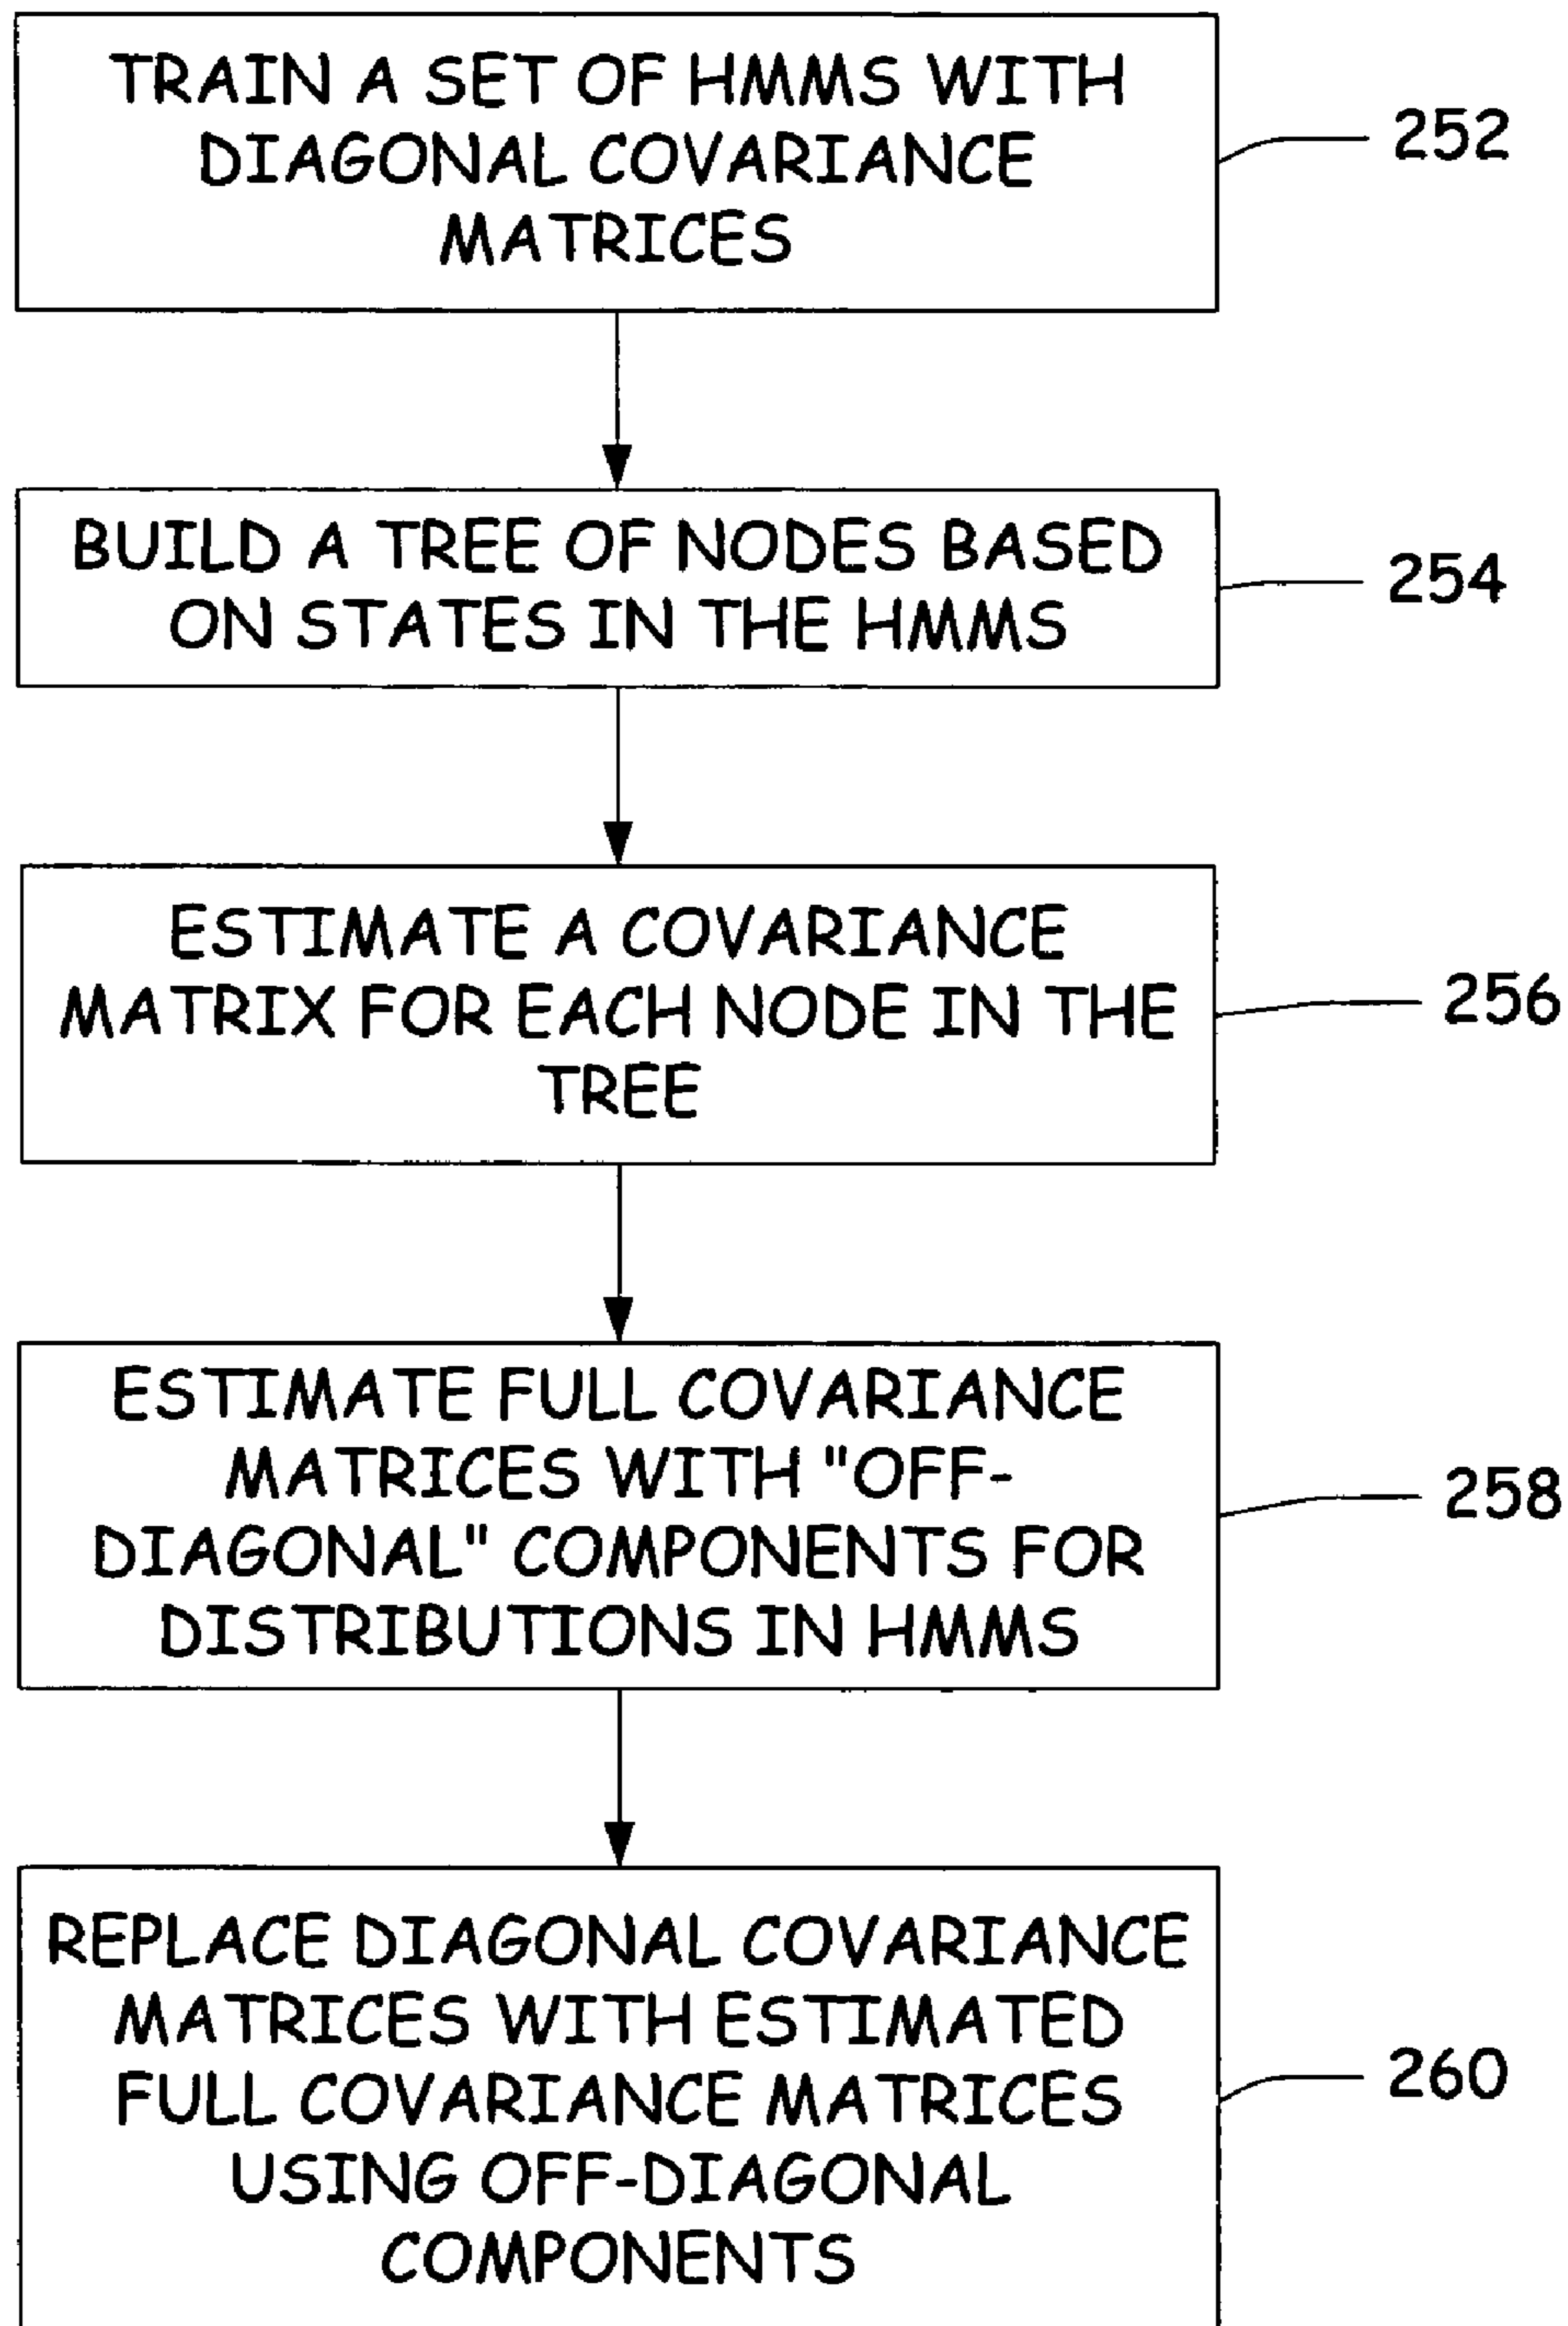 TRAIN A SET OF HMMS WITH
DIAGONAL COVARIANCE
MATRICES
252
BUILD A TREE OF NODES BASED
ON STATES IN THE HMMS
254
ESTIMATE A COVARIANCE
MATRIX FOR EACH NODE IN THE
TREE
256
ESTIMATE FULL COVARIANCE
MATRICES WITH "OFF-
DIAGONAL" COMPONENTS FOR
DISTRIBUTIONS IN HMMS
258
REPLACE DIAGONAL COVARIANCE
MATRICES WITH ESTIMATED
FULL COVARIANCE MATRICES
USING OFF-DIAGONAL
COMPONENTS
260